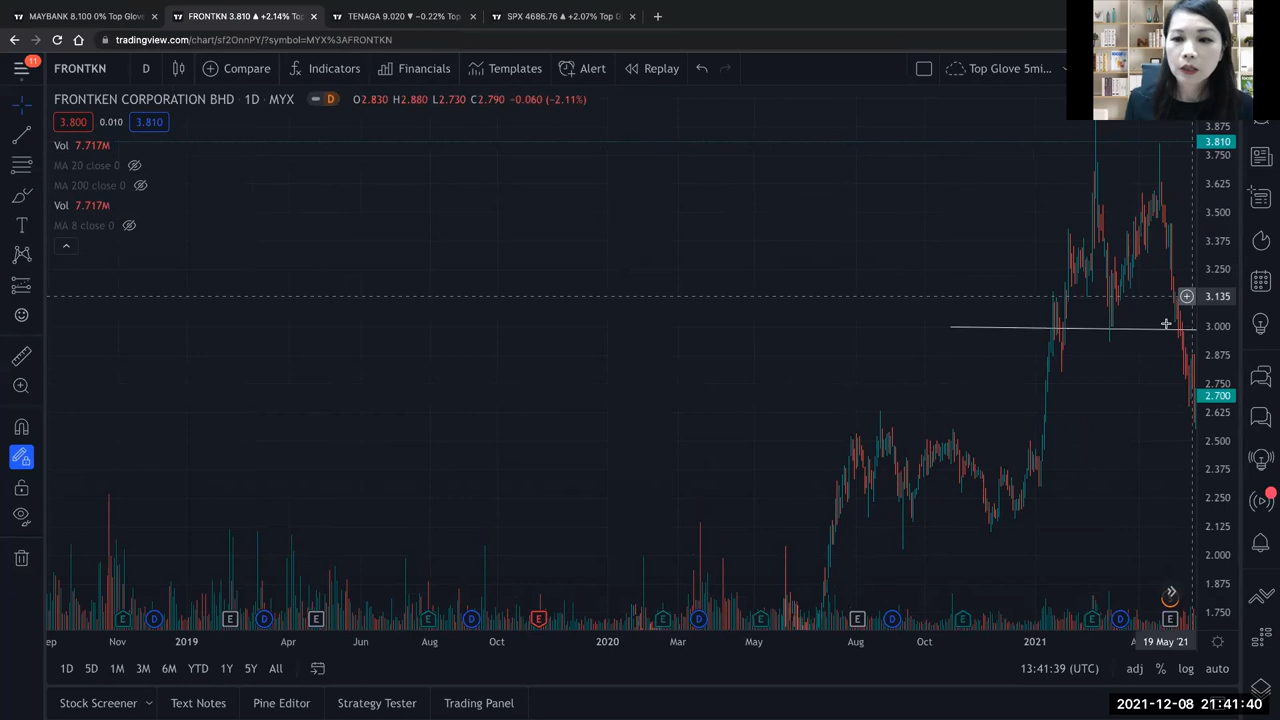 MAYBANK 8.100 0% Top Glov
FRONTKN 3.810 ▲ +2.14% To
TENAGA 9.020 ▼ −0.22% Top
SPX 4686.76 ▲ +2.07% Top G
tradingview.com/chart/sf2OnnPY/?symbol=MYX%3AFRONTKN
11
FRONTKN
D
Compare
Indicators
Financials
Templates
Alert
Replay
Top Glove 5mi...
FRONTKEN CORPORATION BHD · 1D · MYX
D
O2.830 H2.880 L2.730 C2.790 -0.060 (-2.11%)
3.800
0.010
3.810
Vol 7.717M
MA 20 close 0
MA 200 close 0
Vol 7.717M
MA 8 close 0
3.875
3.810
3.750
3.625
3.500
3.375
3.250
3.135
3.000
2.875
2.750
2.700
2.625
2.500
2.375
2.250
2.125
2.000
1.875
1.750
E D E D E E D E E D E E D E E D E
Nov 2019 Apr Jun Aug Oct 2020 Mar May Aug Oct 2021
19 May '21
1D 5D 1M 3M 6M YTD 1Y 5Y All
13:41:39 (UTC)
adj % log auto
Stock Screener
Text Notes
Pine Editor
Strategy Tester
Trading Panel
2021-12-08 21:41:40